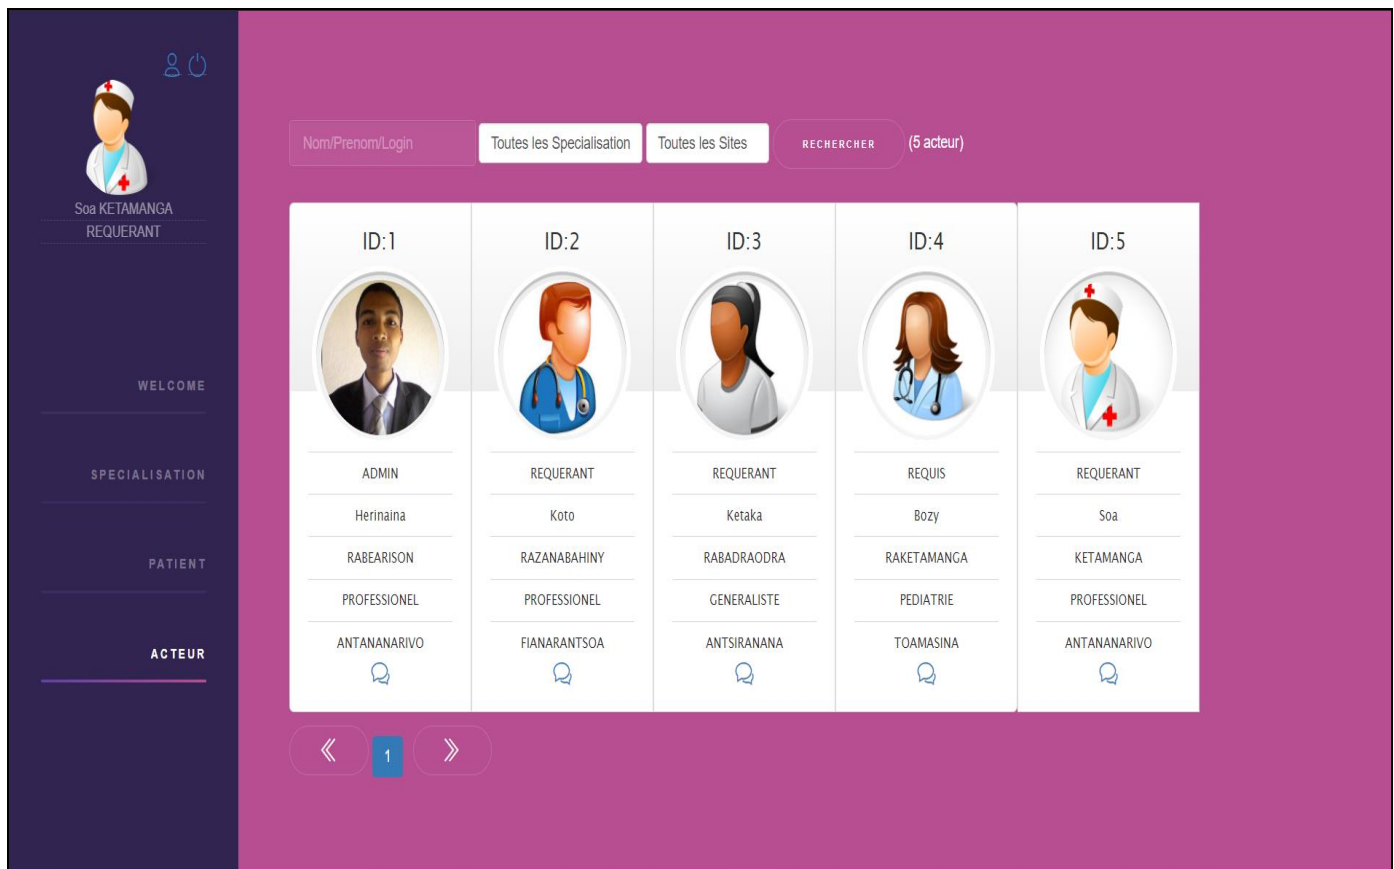 Soa KETAMANGA
REQUERANT
WELCOME
SPECIALISATION
PATIENT
ACTEUR
Nom/Prenom/Login Toutes les Specialisation Toutes les Sites RECHERCHER (5 acteur)
ID:1 ID:2 ID:3 ID:4 ID:5
ADMIN REQUERANT REQUERANT REQUIS REQUERANT
Herinaina Koto Ketaka Bozy Soa
RABEARISON RAZANABAHINY RABADRAODRA RAKETAMANGA KETAMANGA
PROFESSIONEL PROFESSIONEL GENERALISTE PEDIATRIE PROFESSIONEL
ANTANANARIVO FIANARANTSOA ANTSIRANANA TOAMASINA ANTANANARIVO
1